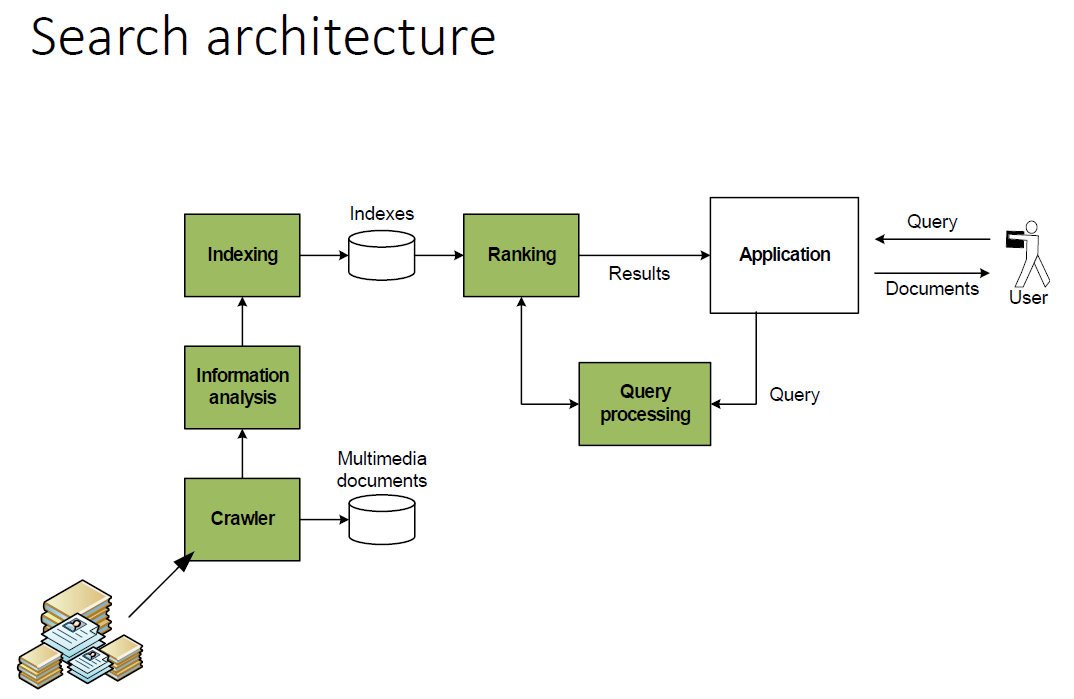 Search architecture
Indexes
Indexing
Ranking
Results
Application
Query
Documents
User
Information
analysis
Query
processing
Query
Multimedia
documents
Crawler